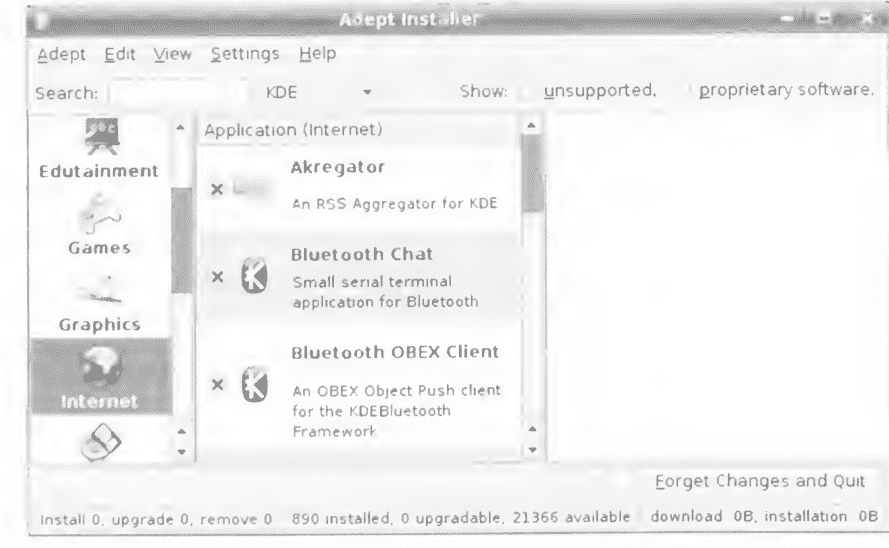 Adept Installer
Adept Edit View Settings Help
Search: KDE Show: unsupported, proprietary software.
Edutainment
Games
Graphics
Internet
Application (Internet)
Akregator
An RSS Aggregator for KDE
Bluetooth Chat
Small serial terminal
application for Bluetooth
Bluetooth OBEX Client
An OBEX Object Push client
for the KDEBluetooth
Framework
Forget Changes and Quit
Install 0, upgrade 0, remove 0 890 installed, 0 upgradable, 21366 available download 0B, installation 0B